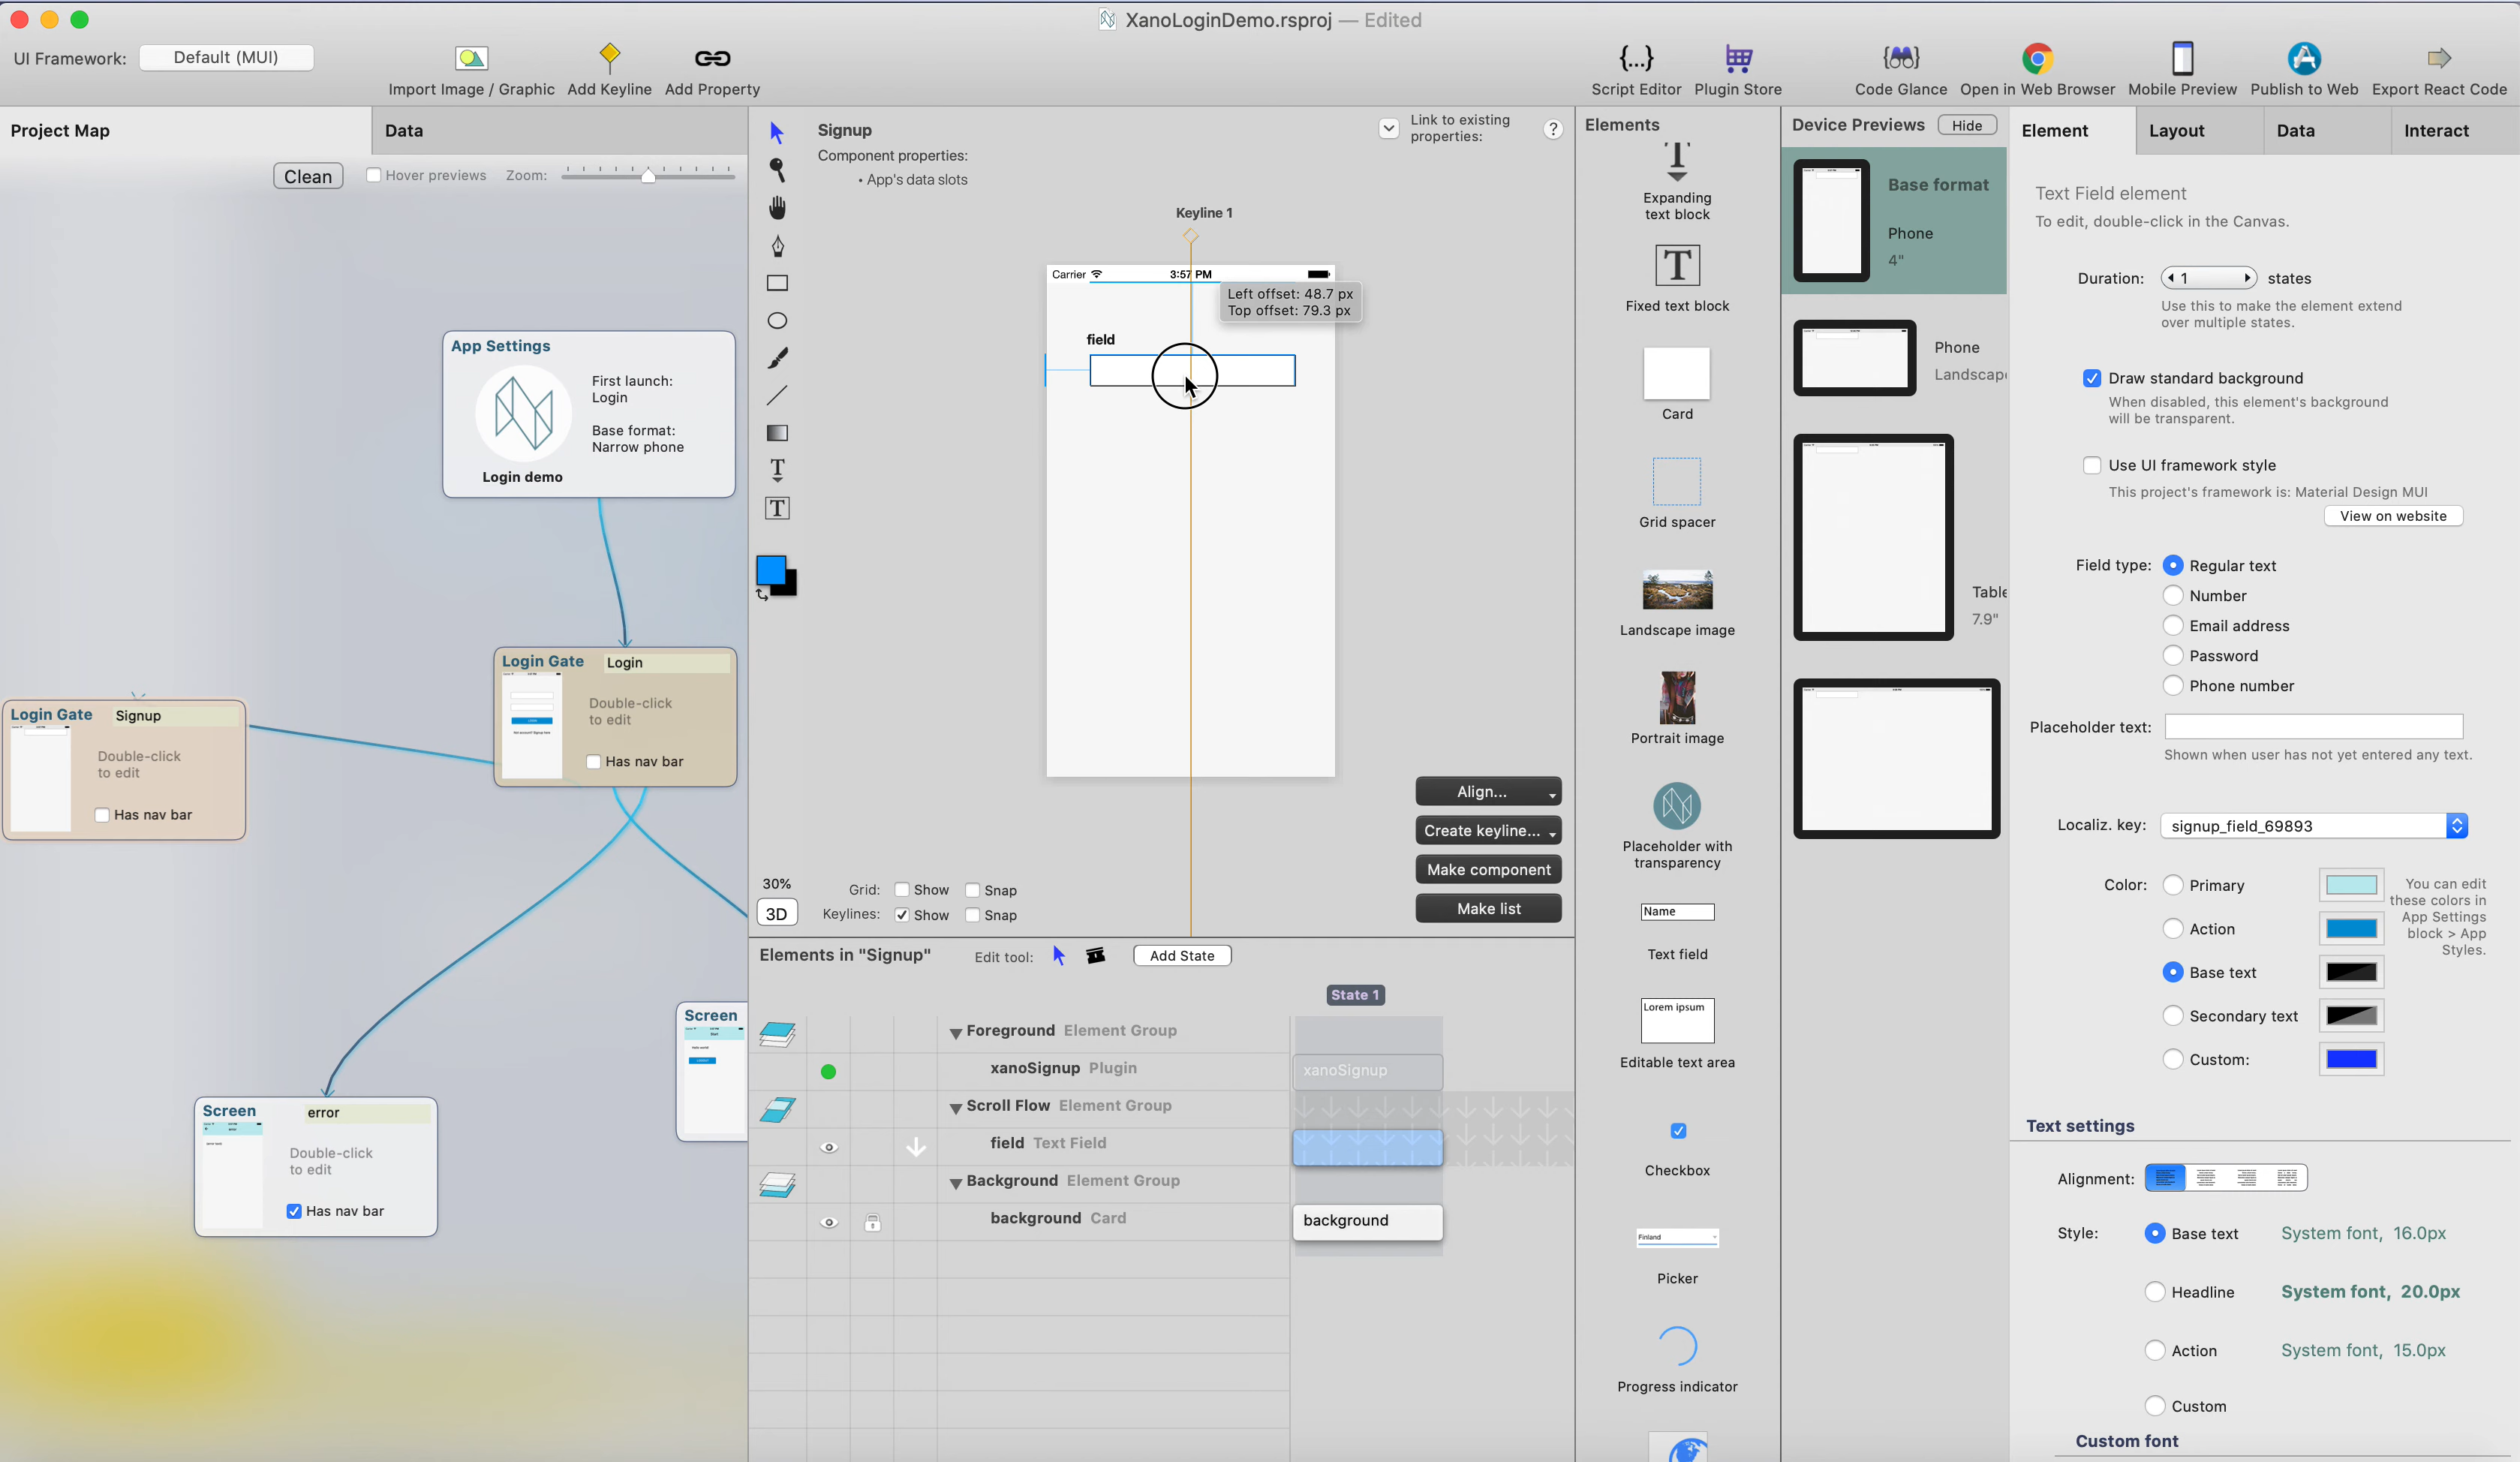 XanoLoginDemo.rsproj — Edited
UI Framework:
Default (MUI)
Import Image / Graphic
Add Keyline
Add Property
Script Editor
Plugin Store
Code Glance
Open in Web Browser
Mobile Preview
Publish to Web
Export React Code
Project Map
Data
Clean
Hover previews
Zoom:
App Settings
First launch:
Login
Base format:
Narrow phone
Login demo
Login Gate
Login
Double-click
to edit
Has nav bar
Login Gate
Signup
Double-click
to edit
Has nav bar
Screen
Screen
error
Double-click
to edit
Has nav bar
Signup
Component properties:
• App's data slots
Link to existing
properties:
?
Keyline 1
Carrier
3:57 PM
Left offset: 48.7 px
Top offset: 79.3 px
field
Align...
Create keyline...
Make component
Make list
30%
3D
Grid:
Show
Snap
Keylines:
Show
Snap
Elements in "Signup"
Edit tool:
Add State
State 1
Foreground Element Group
xanoSignup Plugin
xanoSignup
Scroll Flow Element Group
field Text Field
Background Element Group
background Card
background
Elements
Expanding
text block
Fixed text block
Card
Grid spacer
Landscape image
Portrait image
Placeholder with
transparency
Name
Text field
Lorem ipsum
Editable text area
Checkbox
Finland
Picker
Progress indicator
Device Previews
Hide
Base format
Phone
4"
Phone
Landscape
Table
7.9"
Element
Layout
Data
Interact
Text Field element
To edit, double-click in the Canvas.
Duration:
1
states
Use this to make the element extend
over multiple states.
Draw standard background
When disabled, this element's background
will be transparent.
Use UI framework style
This project's framework is: Material Design MUI
View on website
Field type:
Regular text
Number
Email address
Password
Phone number
Placeholder text:
Shown when user has not yet entered any text.
Localiz. key:
signup_field_69893
Color:
Primary
Action
Base text
Secondary text
Custom:
You can edit
these colors in
App Settings
block > App
Styles.
Text settings
Alignment:
Style:
Base text
System font, 16.0px
Headline
System font, 20.0px
Action
System font, 15.0px
Custom
Custom font